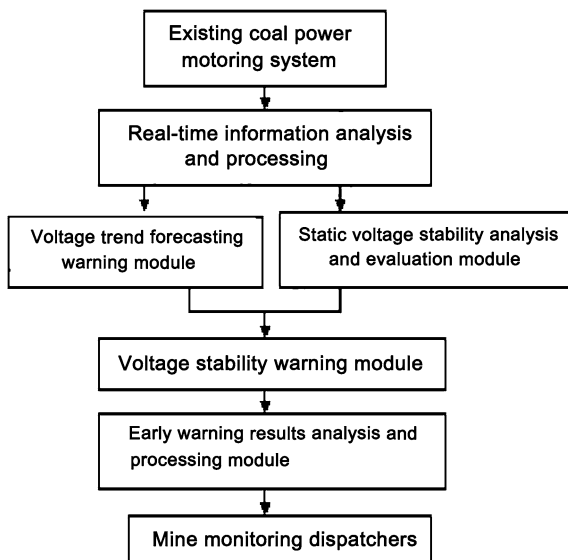 Existing coal power
motoring system
Real-time information analysis
and processing
Voltage trend forecasting
warning module
Static voltage stability analysis
and evaluation module
Voltage stability warning module
Early warning results analysis and
processing module
Mine monitoring dispatchers